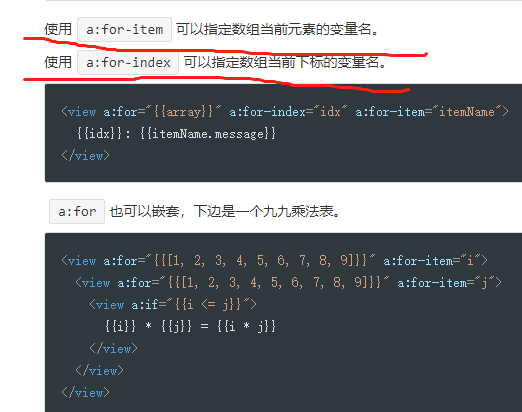 使用 a:for-item 可以指定数组当前元素的变量名。
使用 a:for-index 可以指定数组当前下标的变量名。
<view a:for="{{array}}" a:for-index="idx" a:for-item="itemName">
{{idx}}: {{itemName.message}}
</view>
a:for 也可以嵌套，下边是一个九九乘法表。
<view a:for="{{[1, 2, 3, 4, 5, 6, 7, 8, 9]}}" a:for-item="i">
<view a:for="{{[1, 2, 3, 4, 5, 6, 7, 8, 9]}}" a:for-item="j">
<view a:if="{{i <= j}}">
{{i}} * {{j}} = {{i * j}}
</view>
</view>
</view>